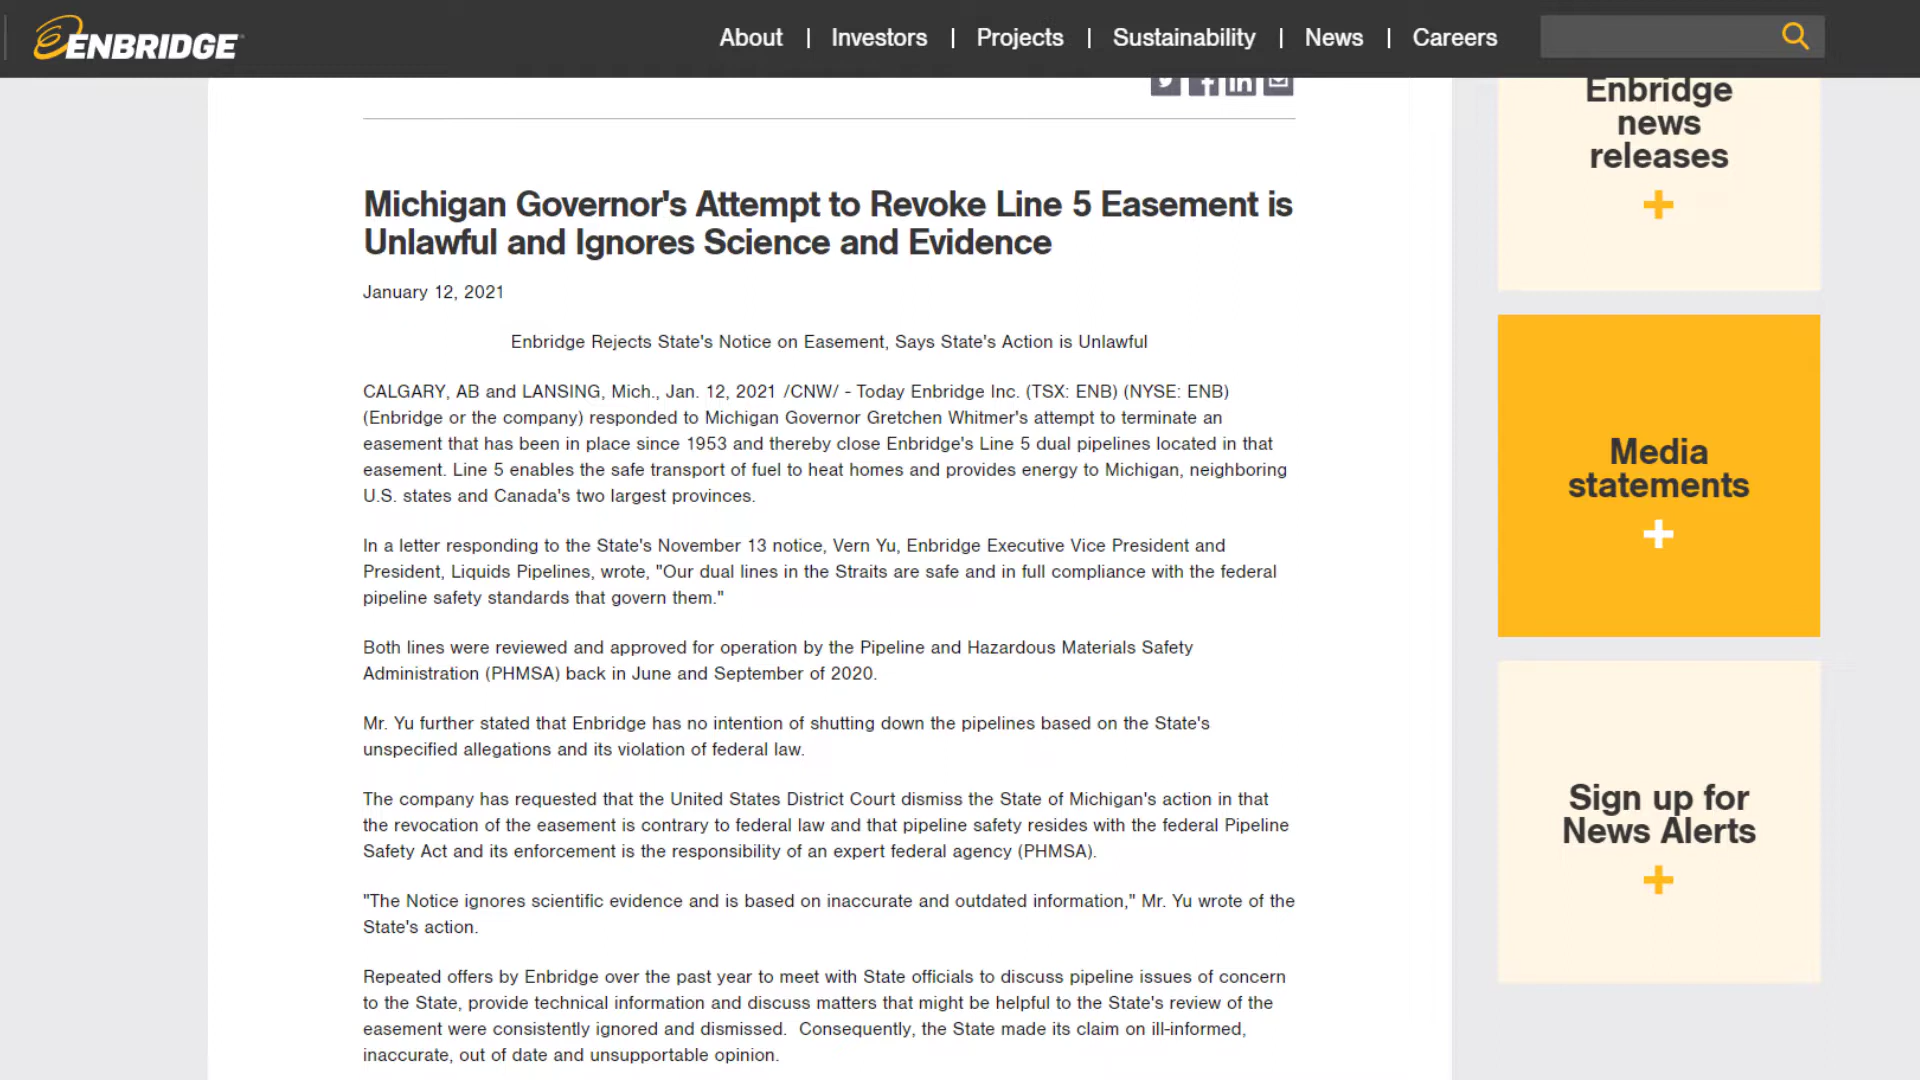 ENBRIDGE
About | Investors | Projects | Sustainability | News | Careers
Enbridge
news
releases
+
Michigan Governor's Attempt to Revoke Line 5 Easement is
Unlawful and Ignores Science and Evidence
January 12, 2021
Enbridge Rejects State's Notice on Easement, Says State's Action is Unlawful
CALGARY, AB and LANSING, Mich., Jan. 12, 2021 /CNW/ - Today Enbridge Inc. (TSX: ENB) (NYSE: ENB)
(Enbridge or the company) responded to Michigan Governor Gretchen Whitmer's attempt to terminate an
easement that has been in place since 1953 and thereby close Enbridge's Line 5 dual pipelines located in that
easement. Line 5 enables the safe transport of fuel to heat homes and provides energy to Michigan, neighboring
U.S. states and Canada's two largest provinces.
In a letter responding to the State's November 13 notice, Vern Yu, Enbridge Executive Vice President and
President, Liquids Pipelines, wrote, "Our dual lines in the Straits are safe and in full compliance with the federal
pipeline safety standards that govern them."
Both lines were reviewed and approved for operation by the Pipeline and Hazardous Materials Safety
Administration (PHMSA) back in June and September of 2020.
Mr. Yu further stated that Enbridge has no intention of shutting down the pipelines based on the State's
unspecified allegations and its violation of federal law.
The company has requested that the United States District Court dismiss the State of Michigan's action in that
the revocation of the easement is contrary to federal law and that pipeline safety resides with the federal Pipeline
Safety Act and its enforcement is the responsibility of an expert federal agency (PHMSA).
"The Notice ignores scientific evidence and is based on inaccurate and outdated information," Mr. Yu wrote of the
State's action.
Repeated offers by Enbridge over the past year to meet with State officials to discuss pipeline issues of concern
to the State, provide technical information and discuss matters that might be helpful to the State's review of the
easement were consistently ignored and dismissed.  Consequently, the State made its claim on ill-informed,
inaccurate, out of date and unsupportable opinion.
Media
statements
+
Sign up for
News Alerts
+